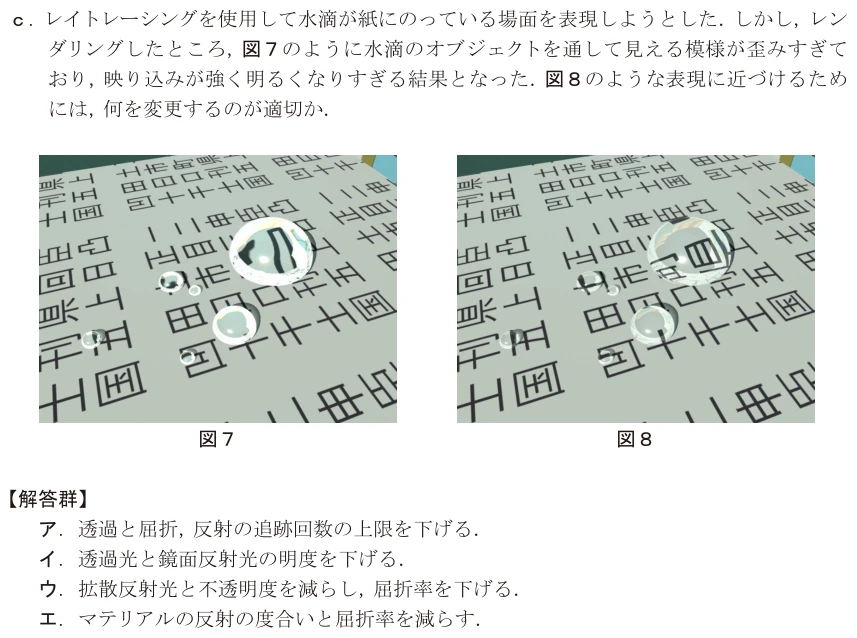 c．レイトレーシングを使用して水滴が紙にのっている場面を表現しようとした．しかし，レン
ダリングしたところ，図7のように水滴のオブジェクトを通して見える模様が歪みすぎて
おり，映り込みが強く明るくなりすぎる結果となった．図8のような表現に近づけるため
には，何を変更するのが適切か．
図7
図8
【解答群】
ア．透過と屈折，反射の追跡回数の上限を下げる．
イ．透過光と鏡面反射光の明度を下げる．
ウ．拡散反射光と不透明度を減らし，屈折率を下げる．
エ．マテリアルの反射の度合いと屈折率を減らす．